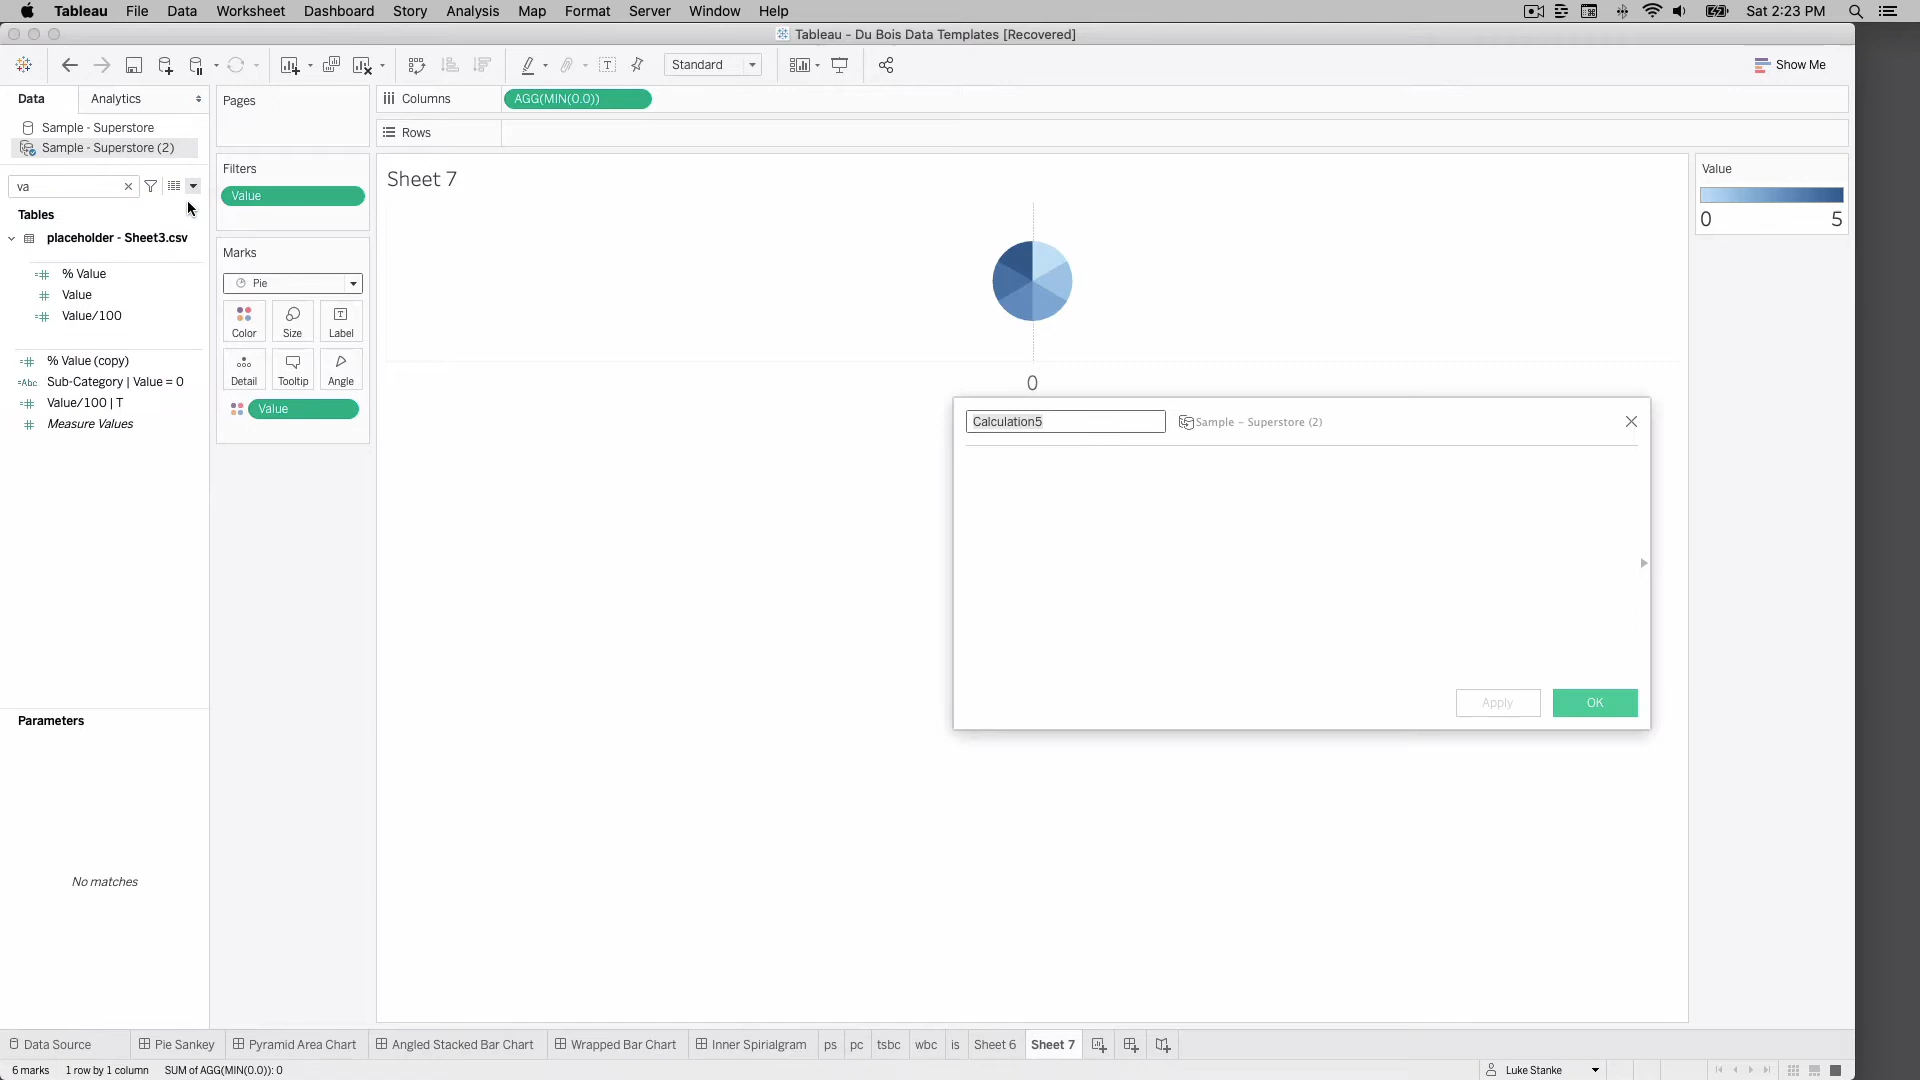 Tableau File Data Worksheet Dashboard Story Analysis Map Format Server Window Help Sat 2:23 PM
Tableau - Du Bois Data Templates [Recovered]
Standard Show Me
Data Analytics
Sample - Superstore
Sample - Superstore (2)
va
Tables
placeholder - Sheet3.csv
% Value
Value
Value/100
% Value (copy)
Abc Sub-Category | Value = 0
Value/100 | T
Measure Values
Parameters
No matches
Pages
Filters
Value
Marks
Pie
Color Size Label
Detail Tooltip Angle
Value
Columns AGG(MIN(0.0))
Rows
Sheet 7
0
Value
0 5
Calculation5 Sample - Superstore (2)
Apply OK
Data Source Pie Sankey Pyramid Area Chart Angled Stacked Bar Chart Wrapped Bar Chart Inner Spirialgram ps pc tsbc wbc is Sheet 6 Sheet 7
6 marks 1 row by 1 column SUM of AGG(MIN(0.0)): 0 Luke Stanke